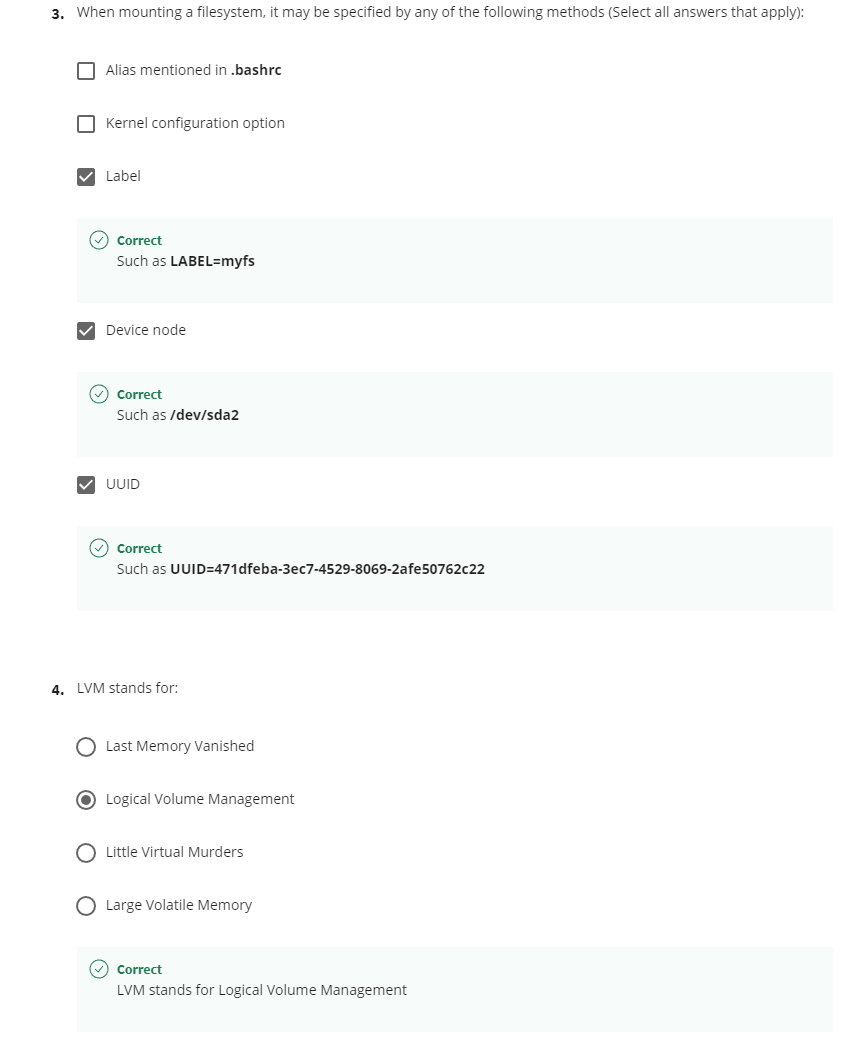 3. When mounting a filesystem, it may be specified by any of the following methods (Select all answers that apply):
Alias mentioned in .bashrc
Kernel configuration option
Label
Correct
Such as LABEL=myfs
Device node
Correct
Such as /dev/sda2
UUID
Correct
Such as UUID=471dfeba-3ec7-4529-8069-2afe50762c22
4. LVM stands for:
Last Memory Vanished
Logical Volume Management
Little Virtual Murders
Large Volatile Memory
Correct
LVM stands for Logical Volume Management